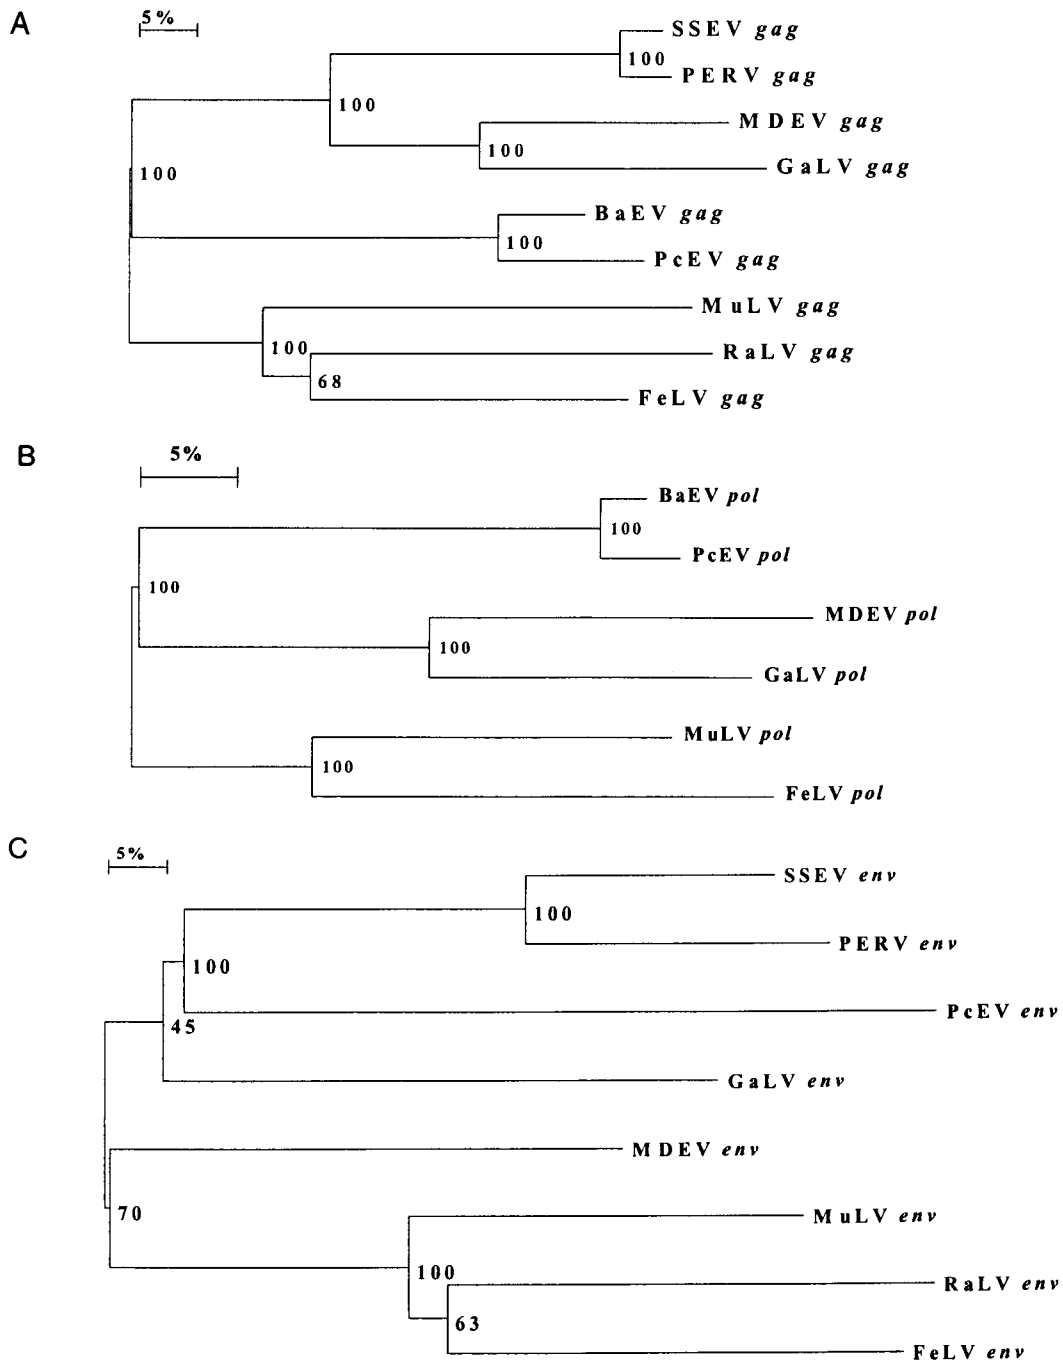 A
5%
SSEV gag
100
PERV gag
100
MDEV gag
100
GaLV gag
100
BaEV gag
100
PcEV gag
MuLV gag
100
RaLV gag
68
FeLV gag
B
5%
BaEV pol
100
PcEV pol
100
MDEV pol
100
GaLV pol
MuLV pol
100
FeLV pol
C
5%
SSEV env
100
PERV env
100
PcEV env
45
GaLV env
MDEV env
70
MuLV env
100
RaLV env
63
FeLV env